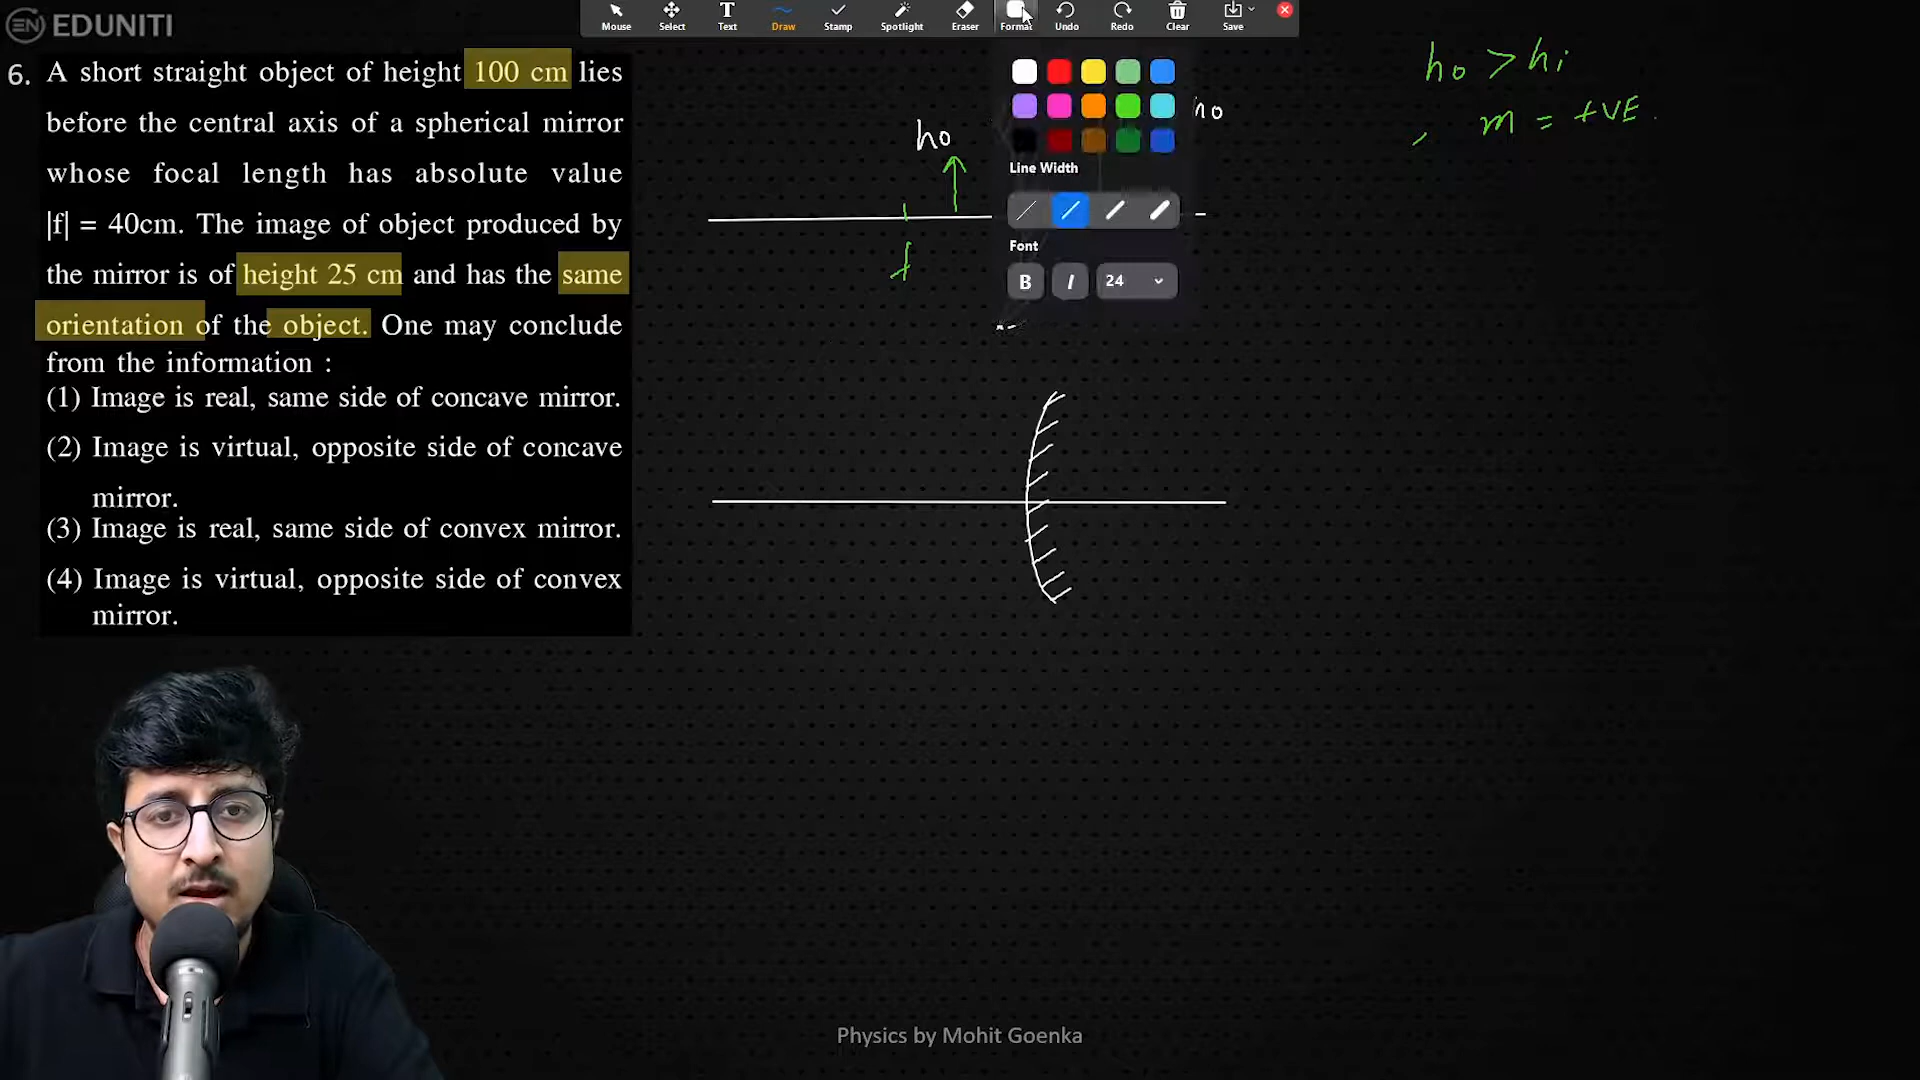 EN EDUNITI
Mouse Select Text Draw Stamp Spotlight Eraser Format Undo Redo Clear Save
6. A short straight object of height 100 cm lies
before the central axis of a spherical mirror
whose focal length has absolute value
|f| = 40cm. The image of object produced by
the mirror is of height 25 cm and has the same
orientation of the object. One may conclude
from the information :
(1) Image is real, same side of concave mirror.
(2) Image is virtual, opposite side of concave
mirror.
(3) Image is real, same side of convex mirror.
(4) Image is virtual, opposite side of convex
mirror.
ho
f
Line Width
Font
B I 24
ho
ho > hi
, m = +VE.
Physics by Mohit Goenka